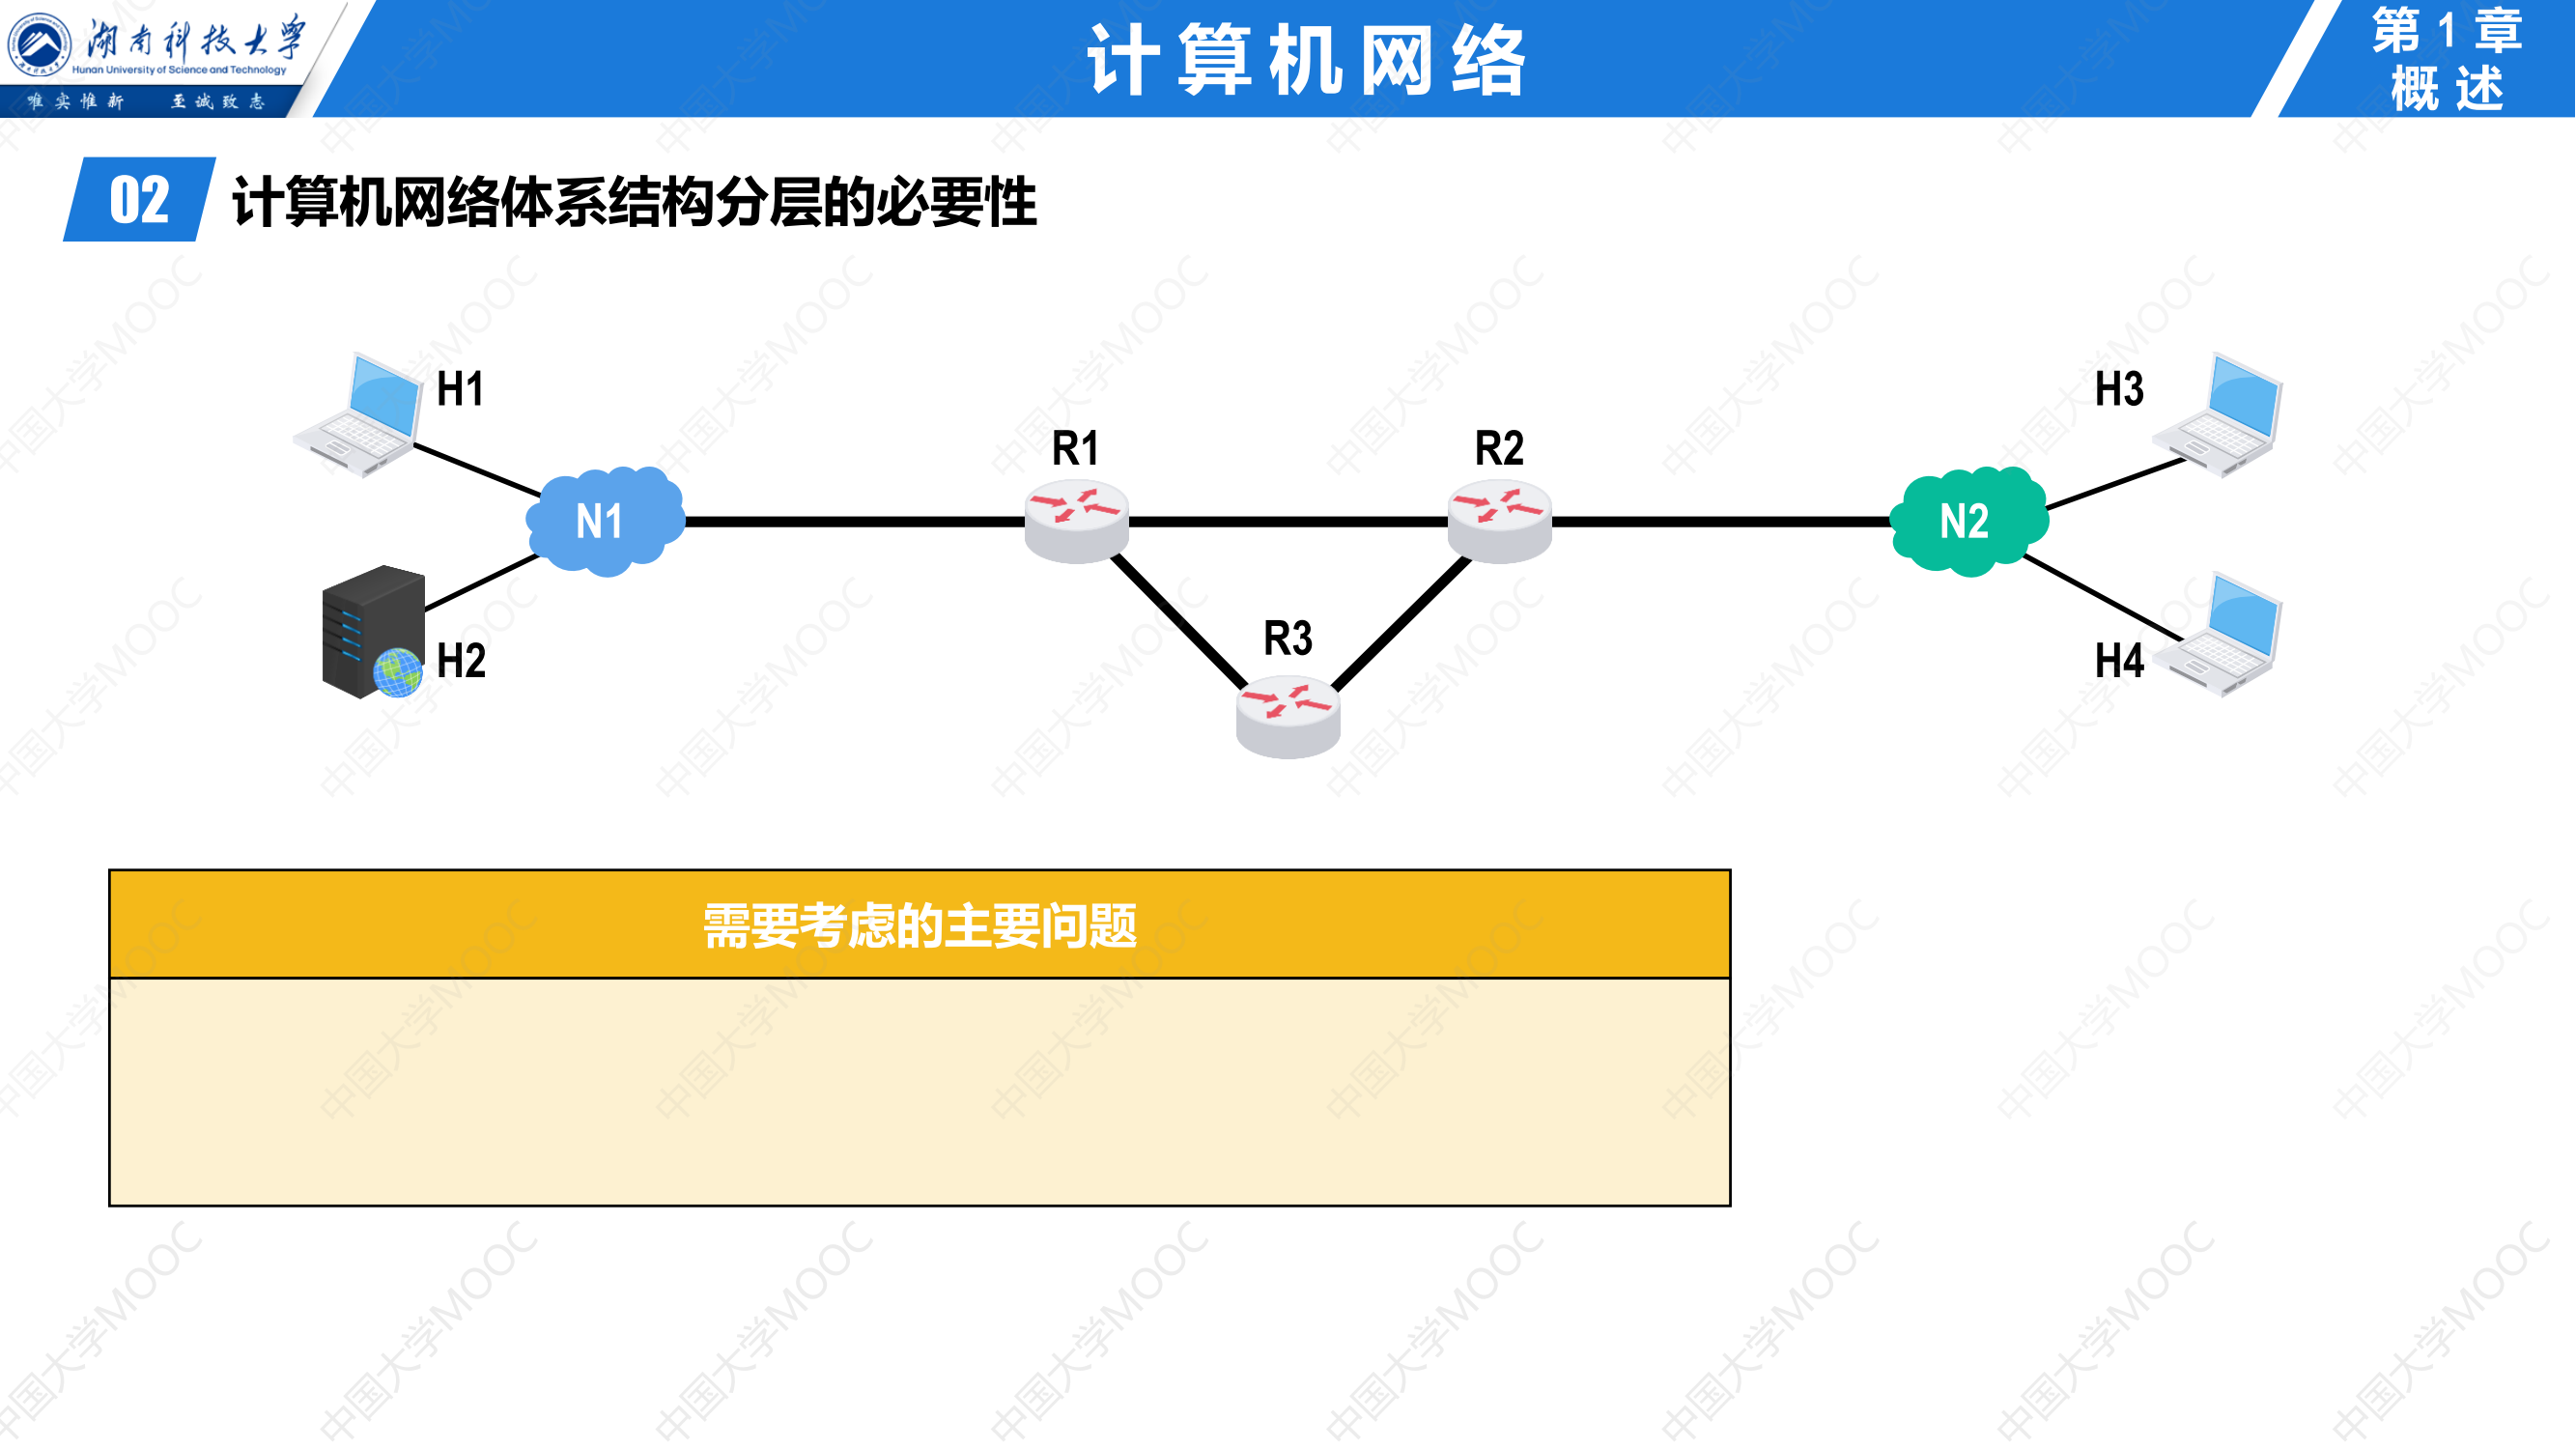 湖南科技大学
Hunan University of Science and Technology
唯实惟新 至诚致志
计算机网络
第1章
概述
02 计算机网络体系结构分层的必要性
H1
H3
R1
R2
N1
N2
R3
H2
H4
需要考虑的主要问题
中国大学MOOC